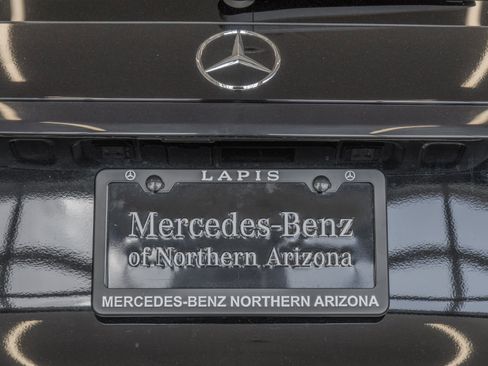 LAPIS
Mercedes-Benz
of Northern Arizona
MERCEDES-BENZ NORTHERN ARIZONA